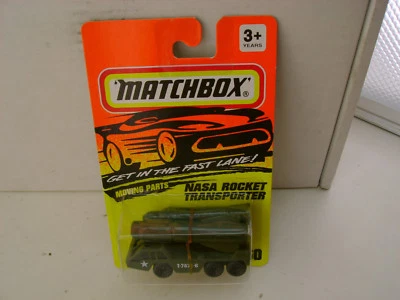 3+
YEARS
MATCHBOX®
GET IN THE FAST LANE!
MOVING PARTS
NASA ROCKET
TRANSPORTER